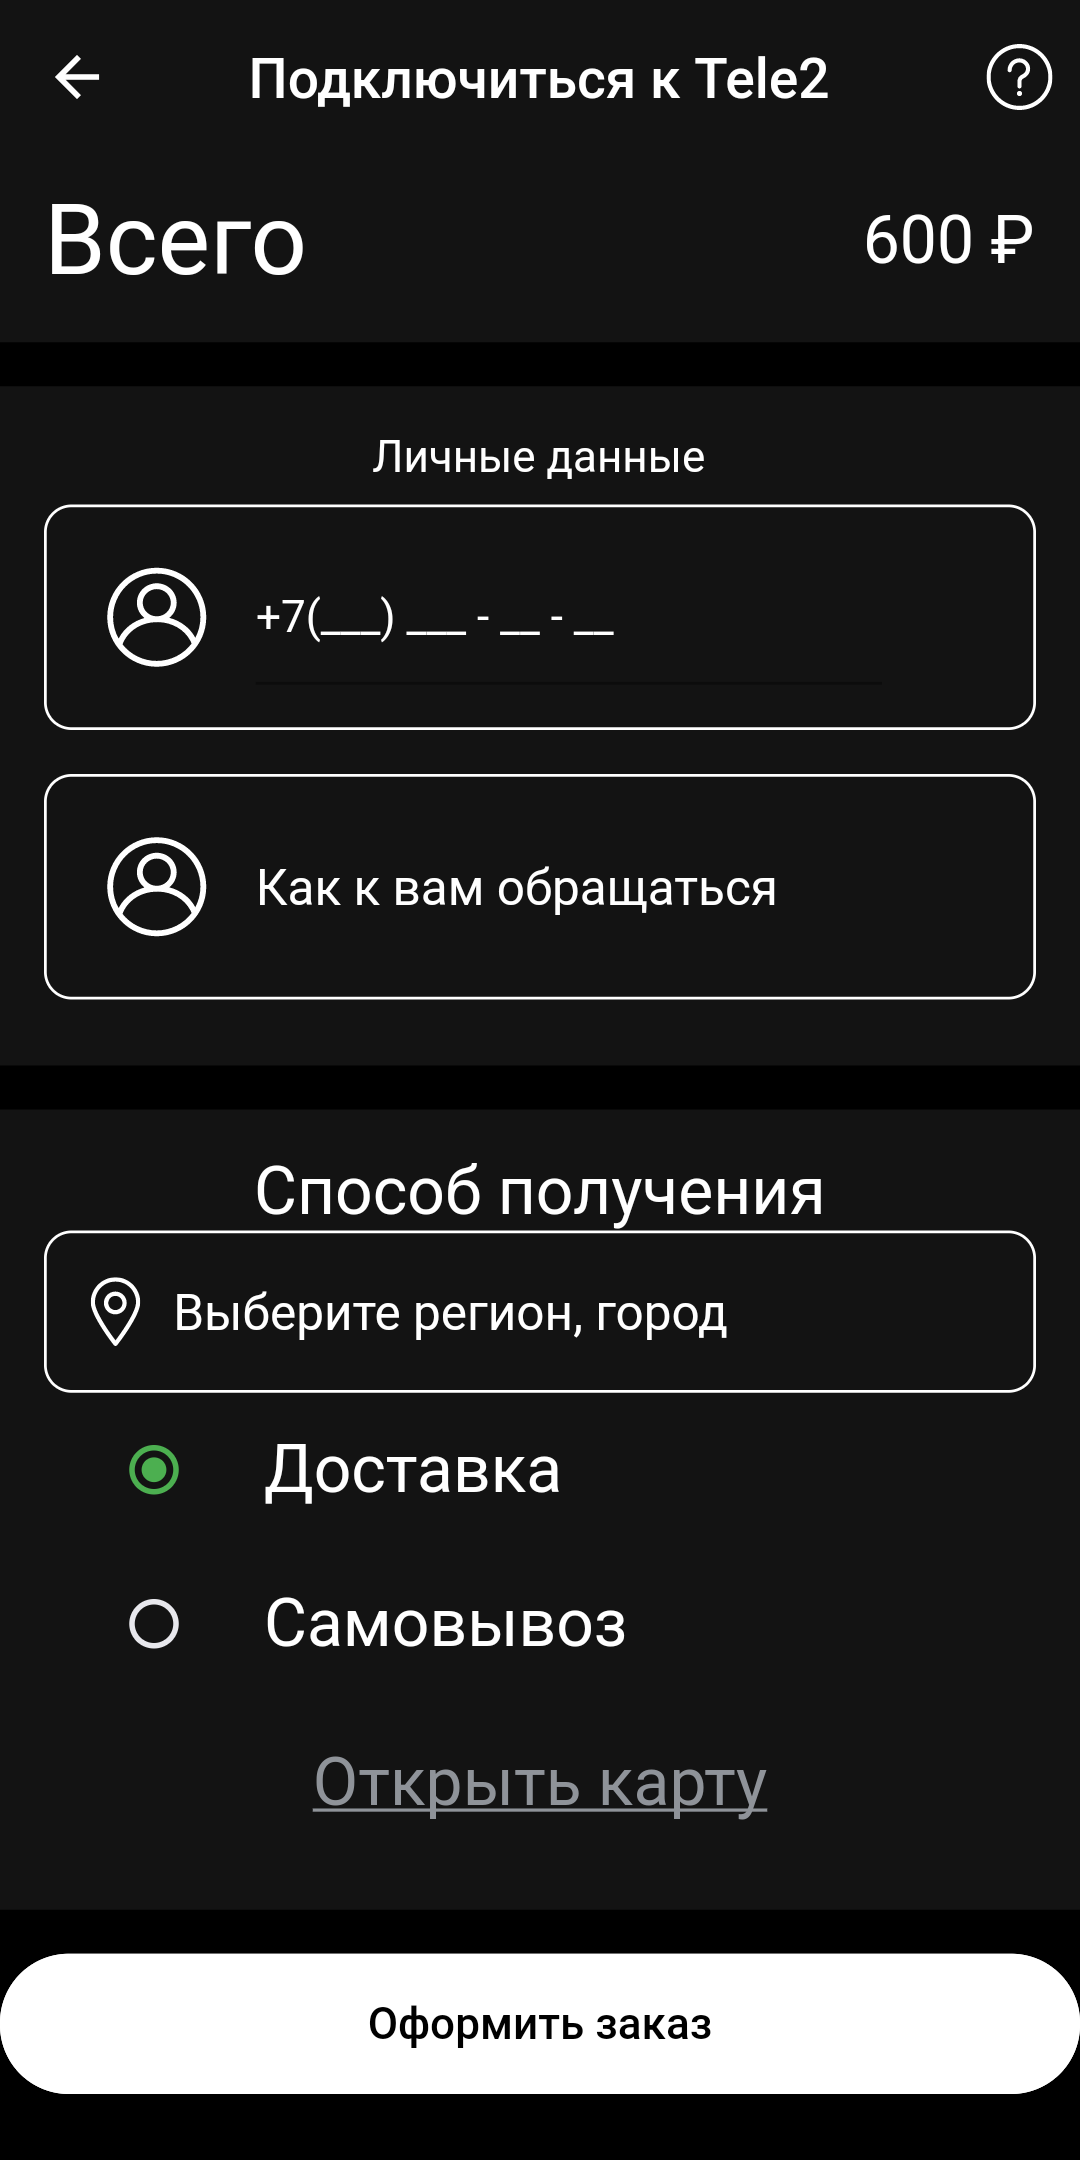 Подключиться к Tele2
Всего 600 ₽
Личные данные
+7(___) ___ - __ - __
Как к вам обращаться
Способ получения
Выберите регион, город
Доставка
Самовывоз
Открыть карту
Оформить заказ